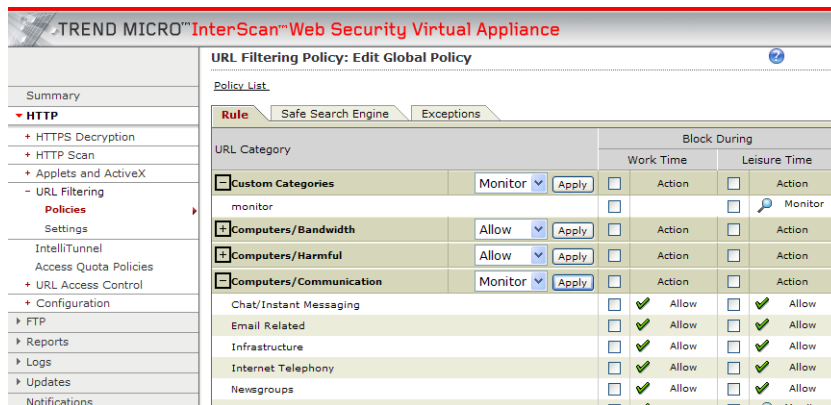 TREND MICRO™ InterScan™ Web Security Virtual Appliance
URL Filtering Policy: Edit Global Policy
?
Policy List
Summary
HTTP
+ HTTPS Decryption
+ HTTP Scan
+ Applets and ActiveX
- URL Filtering
Policies
Settings
IntelliTunnel
Access Quota Policies
+ URL Access Control
+ Configuration
FTP
Reports
Logs
Updates
Notifications
Rule Safe Search Engine Exceptions
URL Category Block During
Work Time Leisure Time
Custom Categories Monitor Apply Action Action
monitor Monitor
Computers/Bandwidth Allow Apply Action Action
Computers/Harmful Allow Apply Action Action
Computers/Communication Monitor Apply Action Action
Chat/Instant Messaging Allow Allow
Email Related Allow Allow
Infrastructure Allow Allow
Internet Telephony Allow Allow
Newsgroups Allow Allow